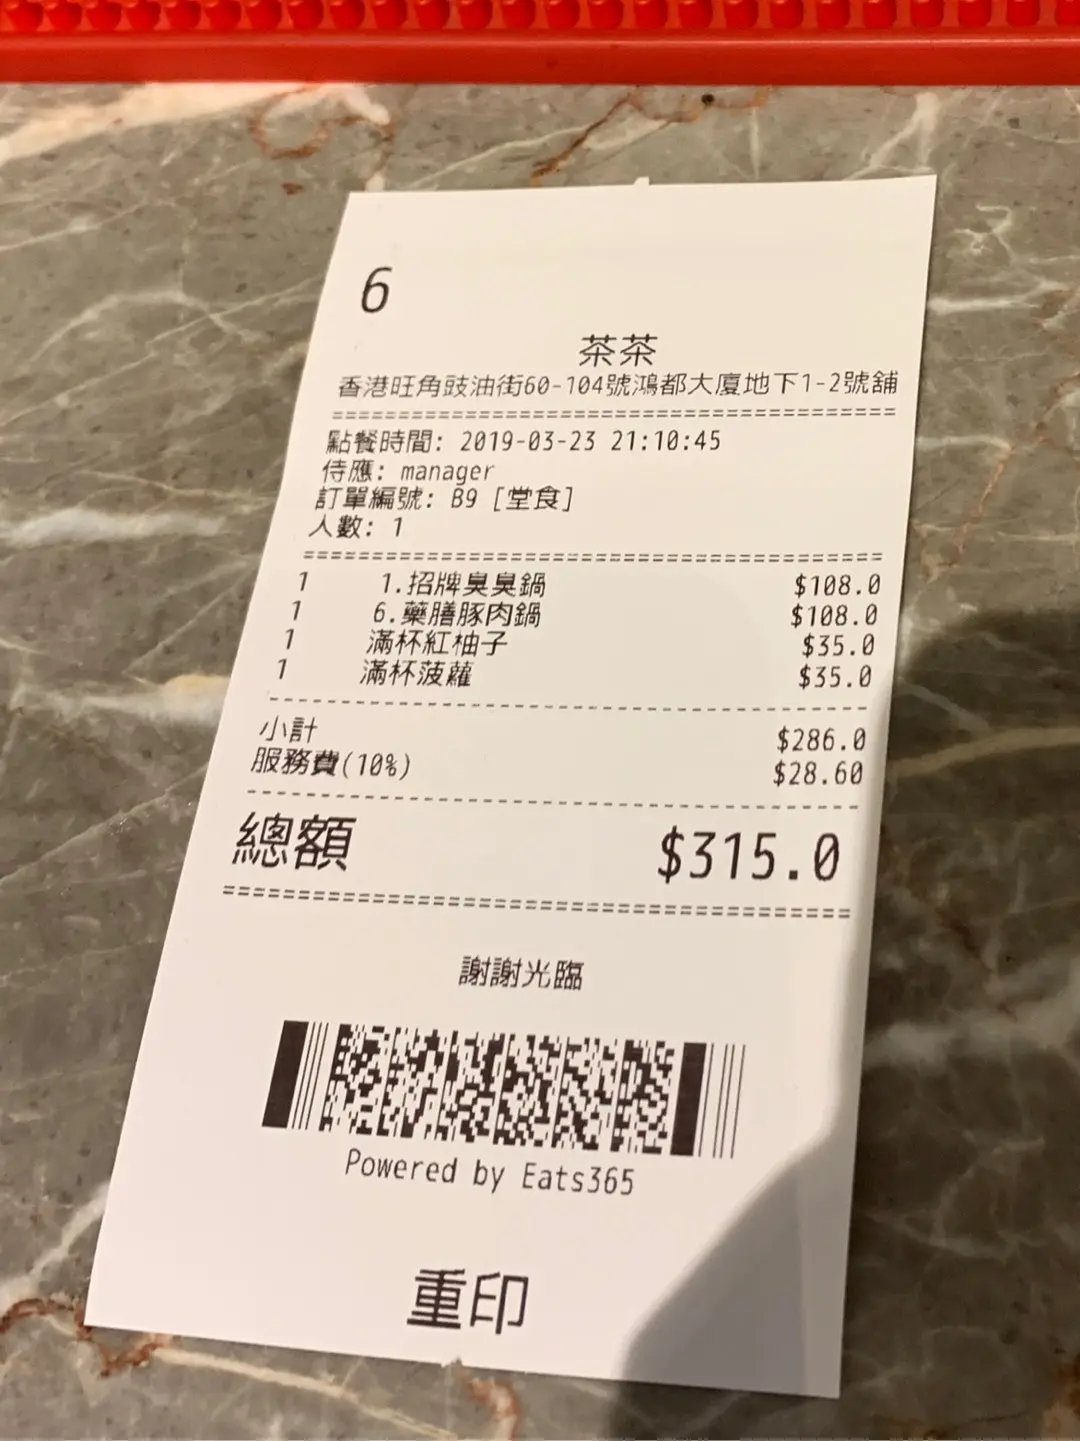 6
茶茶
香港旺角豉油街60-104號鴻都大廈地下1-2號舖
========================================
點餐時間: 2019-03-23 21:10:45
侍應: manager
訂單編號: B9 [堂食]
人數: 1
========================================
1 1.招牌臭臭鍋 $108.0
1 6.藥膳豚肉鍋 $108.0
1 滿杯紅柚子 $35.0
1 滿杯菠蘿 $35.0
----------------------------------------
小計 $286.0
服務費(10%) $28.60
----------------------------------------
總額 $315.0
========================================
謝謝光臨
Powered by Eats365
重印